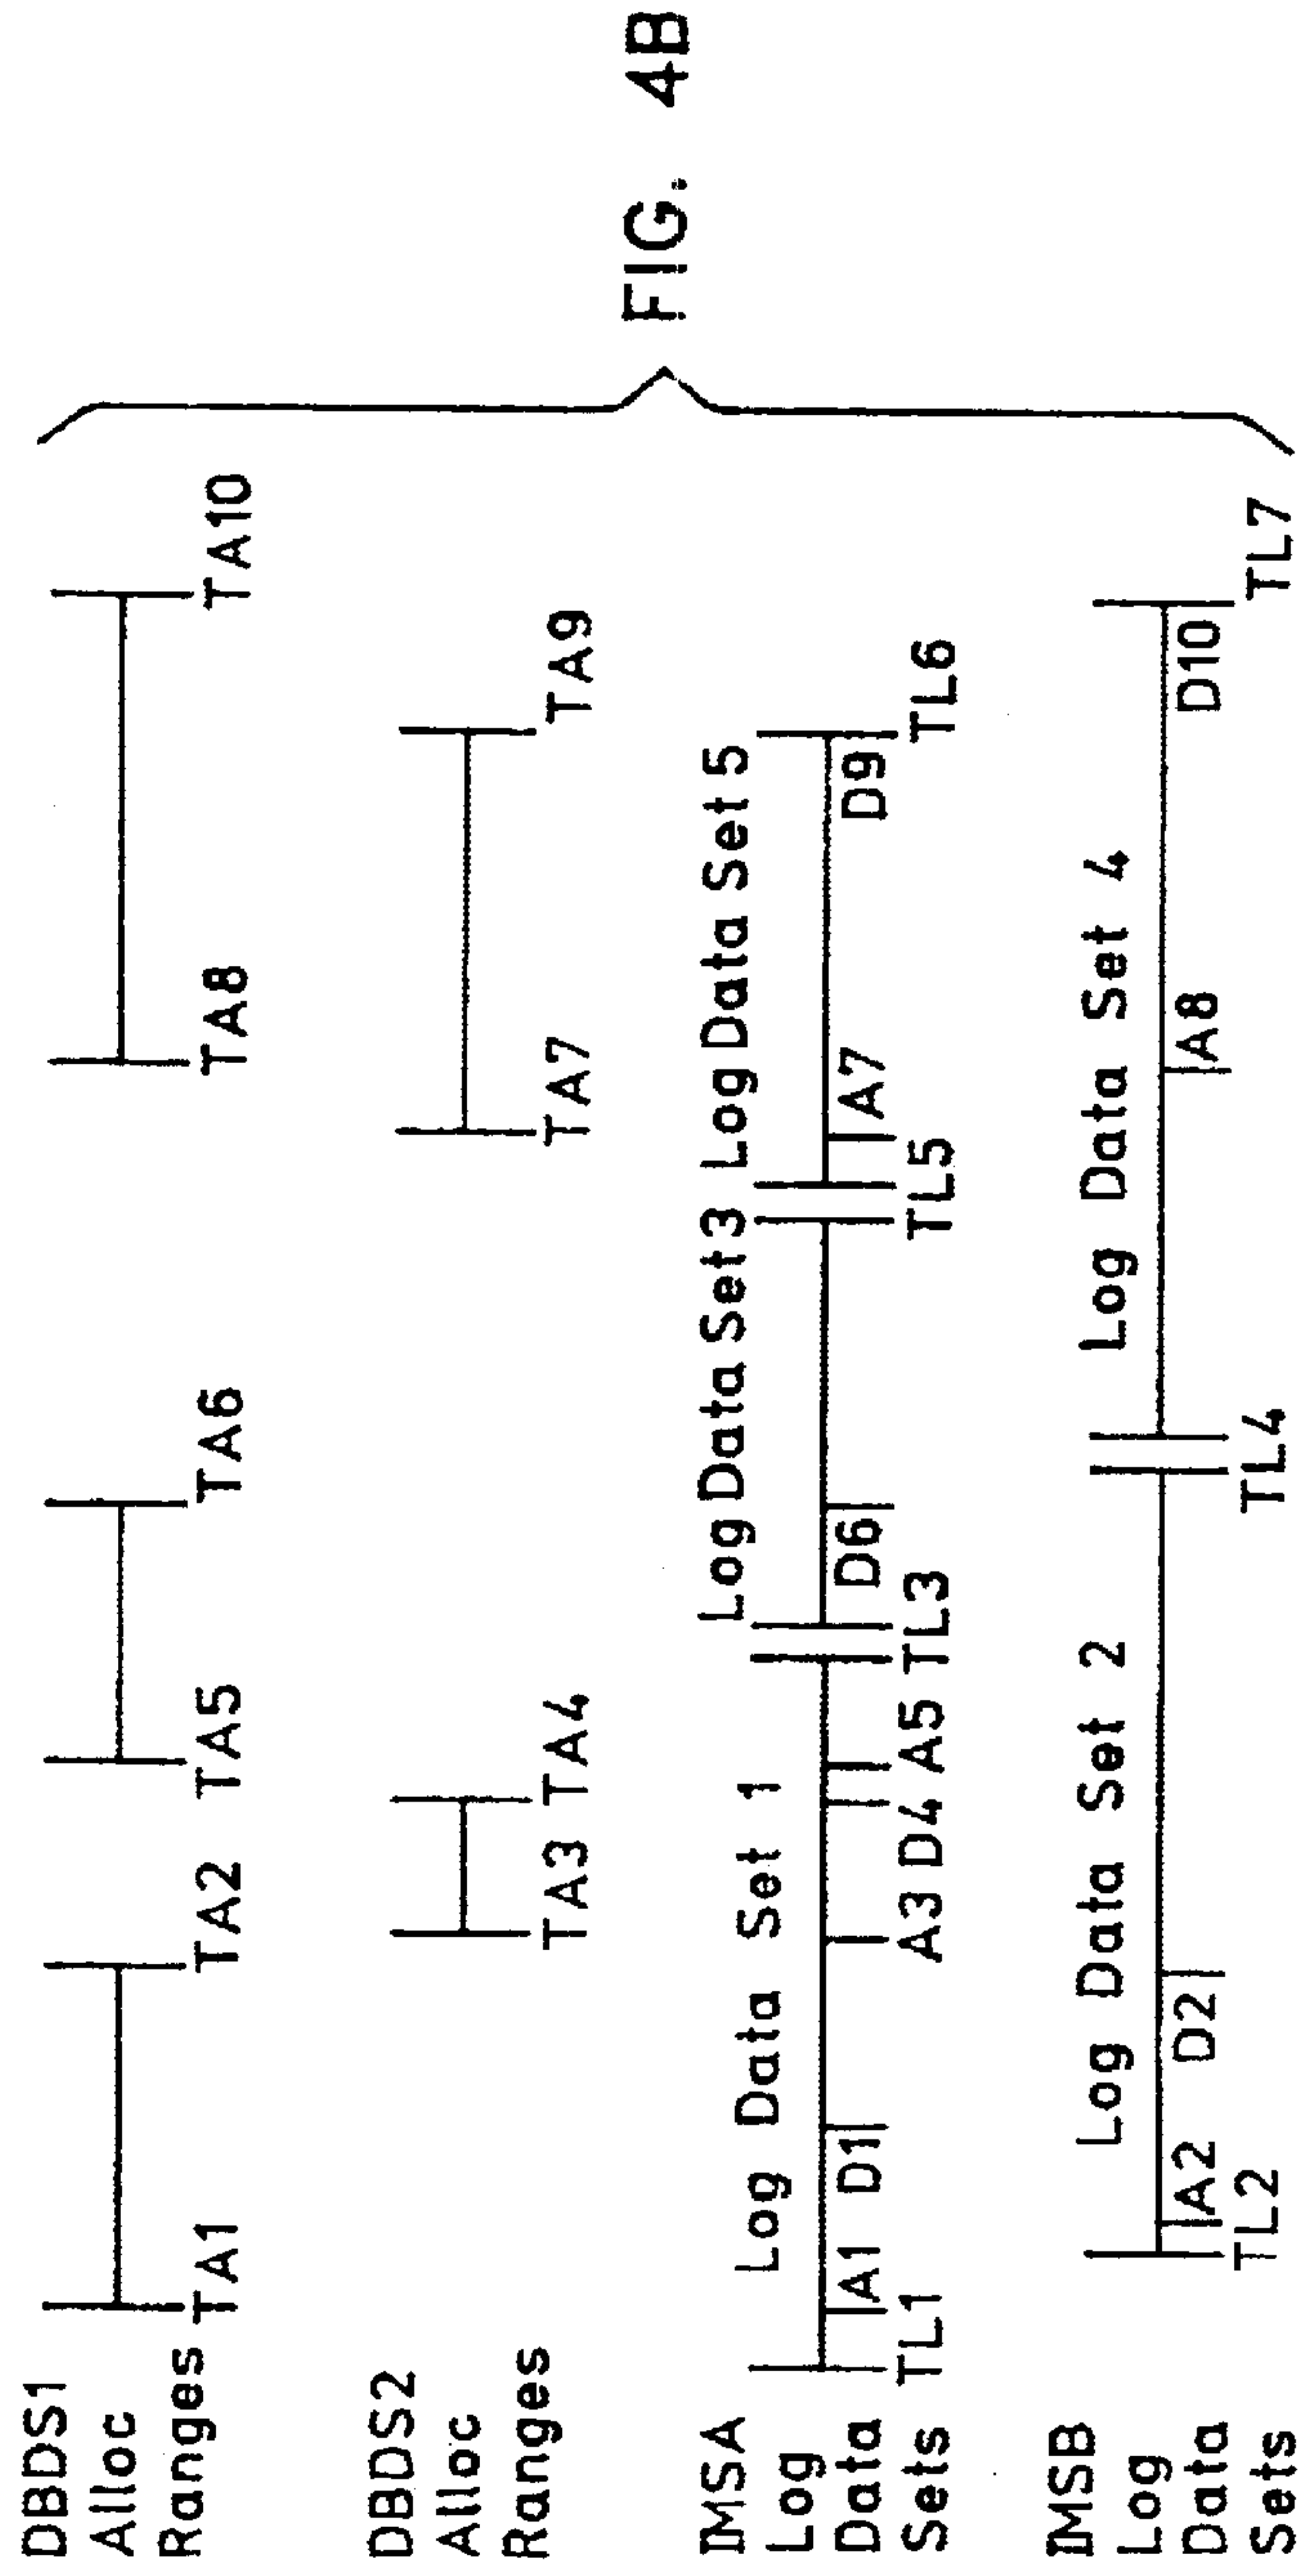 DBDS1
Alloc
Ranges
TA1 TA2 TA5 TA6 TA8 TA10
DBDS2
Alloc
Ranges
TA3 TA4 TA7 TA9
IMSA
Log
Data
Sets
Log Data Set 1 Log Data Set 3 Log Data Set 5
A1 D1 D6 A7 D9
TL1 A3 D4 A5 TL3 TL5 TL6
IMSB
Log
Data
Sets
Log Data Set 2 Log Data Set 4
A2 D2 A8 D10
TL2 TL4 TL7
FIG. 4B